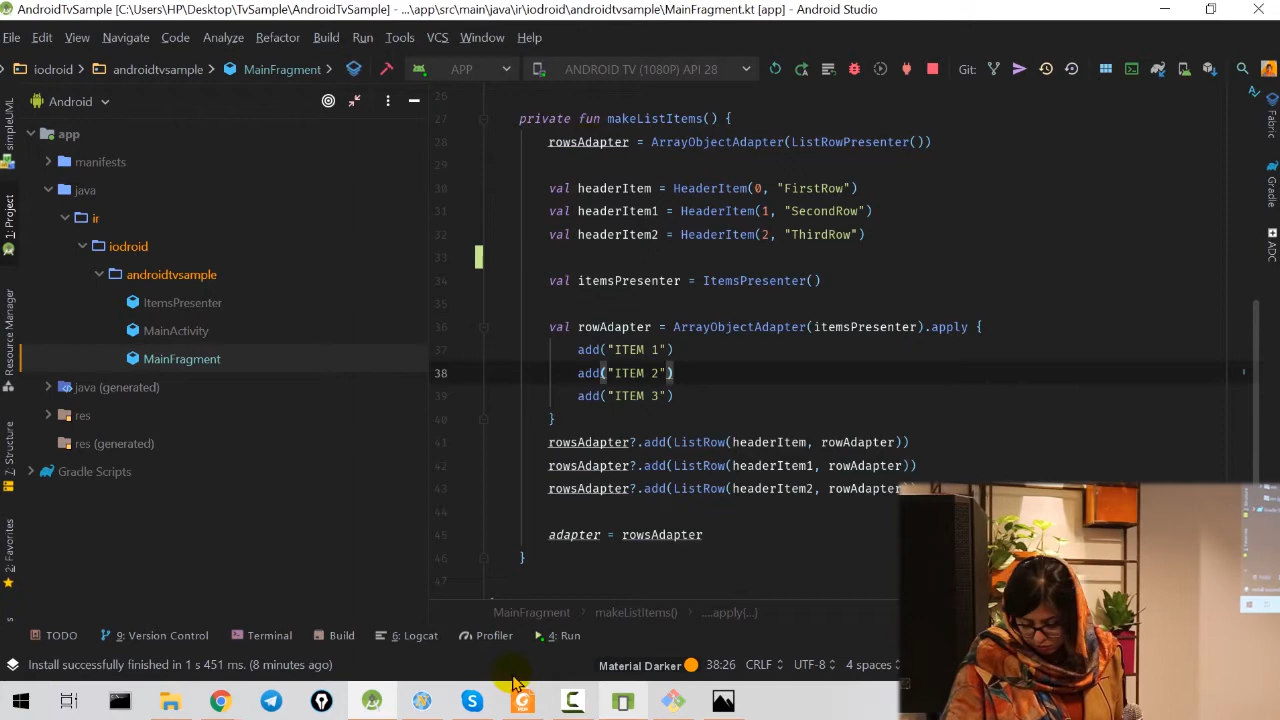 AndroidTvSample [C:\Users\HP\Desktop\TvSample\AndroidTvSample] - ...\app\src\main\java\ir\iodroid\androidtvsample\MainFragment.kt [app] - Android Studio
File Edit View Navigate Code Analyze Refactor Build Run Tools VCS Window Help
iodroid androidtvsample MainFragment APP ANDROID TV (1080P) API 28 Git:
Android
app
manifests
java
ir
iodroid
androidtvsample
ItemsPresenter
MainActivity
MainFragment
java (generated)
res
res (generated)
Gradle Scripts
simpleUML
1: Project
Resource Manager
7: Structure
2: Favorites
26
27 private fun makeListItems() {
28 rowsAdapter = ArrayObjectAdapter(ListRowPresenter())
29
30 val headerItem = HeaderItem(0, "FirstRow")
31 val headerItem1 = HeaderItem(1, "SecondRow")
32 val headerItem2 = HeaderItem(2, "ThirdRow")
33
34 val itemsPresenter = ItemsPresenter()
35
36 val rowAdapter = ArrayObjectAdapter(itemsPresenter).apply {
37 add("ITEM 1")
38 add("ITEM 2")
39 add("ITEM 3")
40 }
41 rowsAdapter?.add(ListRow(headerItem, rowAdapter))
42 rowsAdapter?.add(ListRow(headerItem1, rowAdapter))
43 rowsAdapter?.add(ListRow(headerItem2, rowAdapter
44
45 adapter = rowsAdapter
46 }
47
Fabric
Gradle
ADC
MainFragment makeListItems() ....apply{...}
TODO 9: Version Control Terminal Build 6: Logcat Profiler 4: Run
Install successfully finished in 1 s 451 ms. (8 minutes ago) Material Darker 38:26 CRLF UTF-8 4 spaces